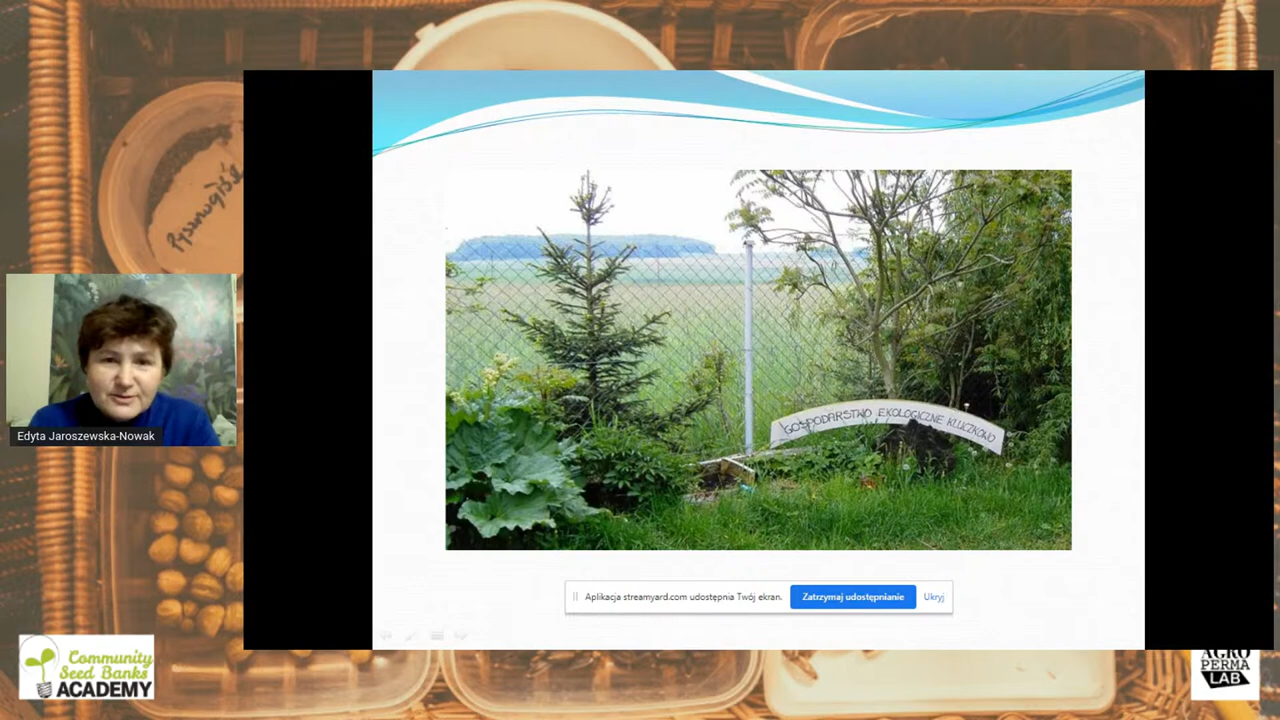 Pysznogłówka
Edyta Jaroszewska-Nowak
GOSPODARSTWO EKOLOGICZNE KLUCZKOWO
Aplikacja streamyard.com udostępnia Twój ekran.
Zatrzymaj udostępnianie
Ukryj
Community
Seed Banks
ACADEMY
AGRO
PERMA
LAB